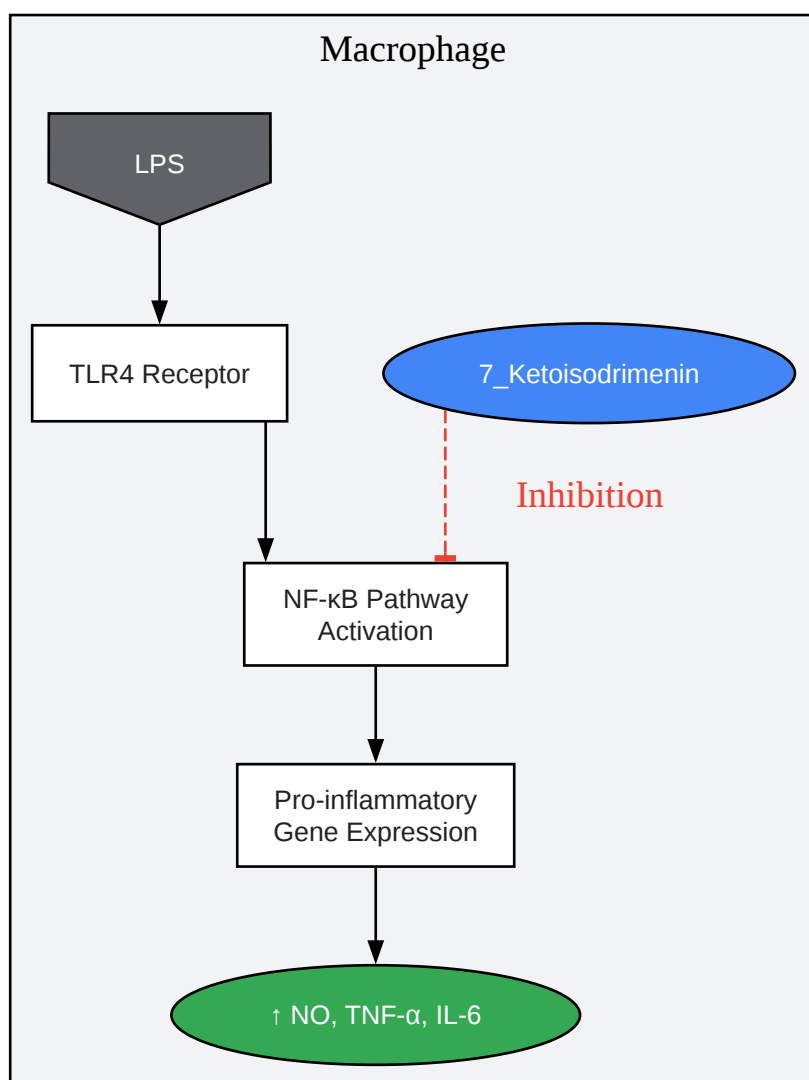 Macrophage
LPS
TLR4 Receptor
7_Ketoisodrimenin
Inhibition
NF-κB Pathway
Activation
Pro-inflammatory
Gene Expression
↑ NO, TNF-α, IL-6